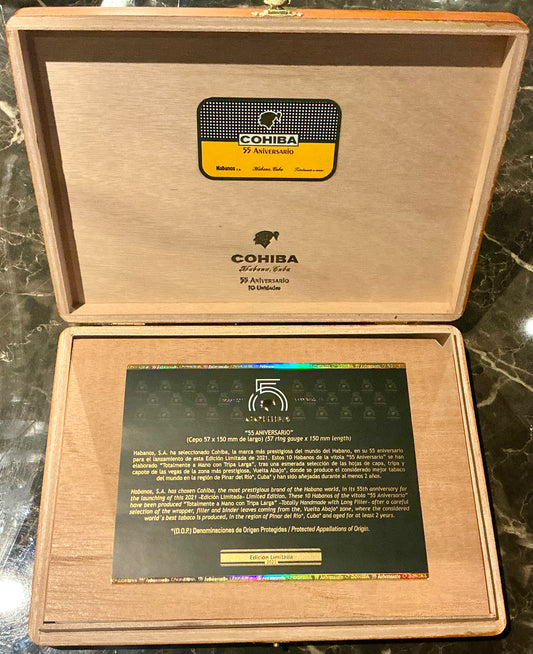 COHIBA
55 ANIVERSARIO
Habanos s.a. Habana, Cuba
COHIBA
Habana, Cuba
55 ANIVERSARIO
10 Unidades
55
COHIBA
"55 ANIVERSARIO"
(Cepo 57 x 150 mm de largo) (57 ring gauge x 150 mm length)
Habanos, S.A. ha seleccionado Cohiba, la marca más prestigiosa del mundo del Habano, en su 55 aniversario
para el lanzamiento de esta Edición Limitada de 2021. Estos 10 Habanos de la vitola "55 Aniversario" se han
elaborado "Totalmente a Mano con Tripa Larga", tras una esmerada selección de las hojas de capa, tripa y
capote de las vegas de la zona más prestigiosa, Vuelta Abajo*, donde se produce el considerado mejor tabaco
del mundo en la región de Pinar del Río*, Cuba* y han sido añejadas durante al menos 2 años.
Habanos, S.A. has chosen Cohiba, the most prestigious brand of the Habano world, in its 55th anniversary for
the launching of this 2021 -Edición Limitada- Limited Edition. These 10 Habanos of the vitola "55 Aniversario"
have been produced "Totalmente a Mano con Tripa Larga" -Totally Handmade with Long Filler- after a careful
selection of the wrapper, filler and binder leaves coming from the, Vuelta Abajo* zone, where the considered
world´s best tobacco is produced, in the region of Pinar del Río*, Cuba* and aged for at least 2 years.
*(D.O.P.) Denominaciones de Origen Protegidas / Protected Appellations of Origin.
Edición Limitada
2021